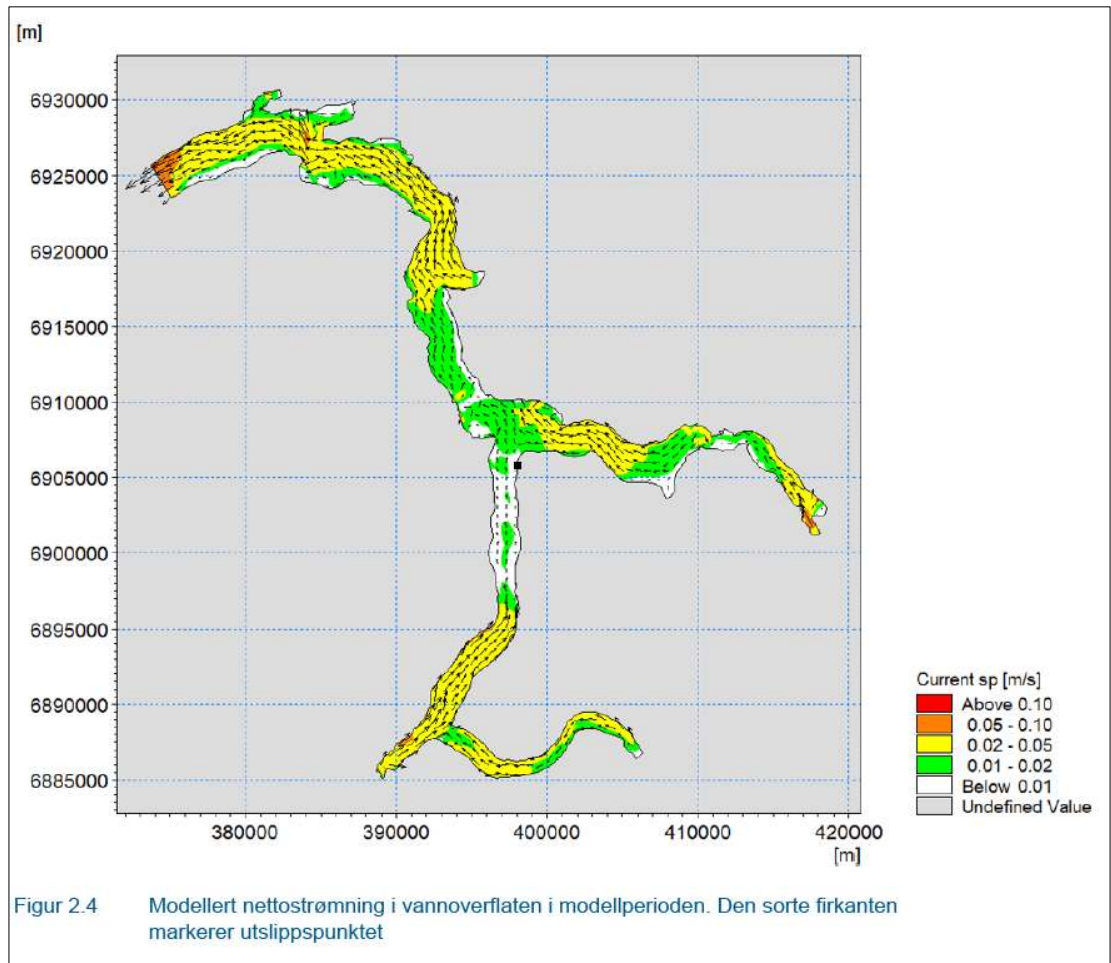 [m]
6930000
6925000
6920000
6915000
6910000
6905000
6900000
6895000
6890000
6885000
380000 390000 400000 410000 420000
[m]
Current sp [m/s]
Above 0.10
0.05 - 0.10
0.02 - 0.05
0.01 - 0.02
Below 0.01
Undefined Value
Figur 2.4 Modellert nettostrømning i vannoverflaten i modellperioden. Den sorte firkanten
markerer utslippspunktet